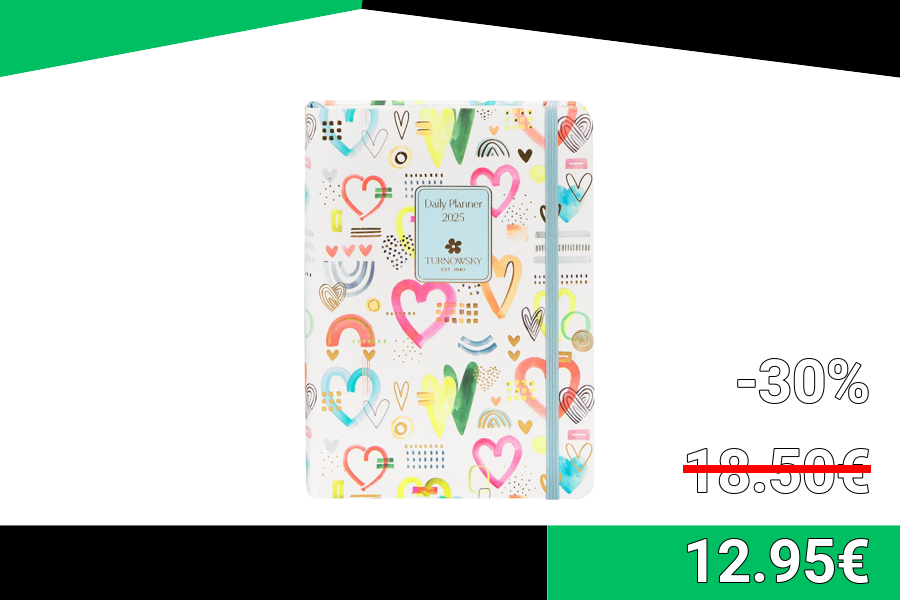 Daily Planner
2025
TURNOWSKY
EST. 1940
-30%
18.50€
12.95€